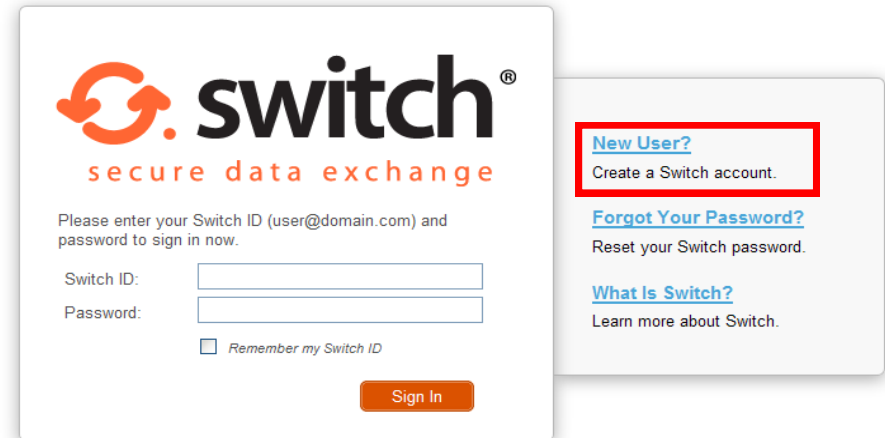 switch®
secure data exchange
Please enter your Switch ID (user@domain.com) and
password to sign in now.
Switch ID:
Password:
Remember my Switch ID
Sign In
New User?
Create a Switch account.
Forgot Your Password?
Reset your Switch password.
What Is Switch?
Learn more about Switch.